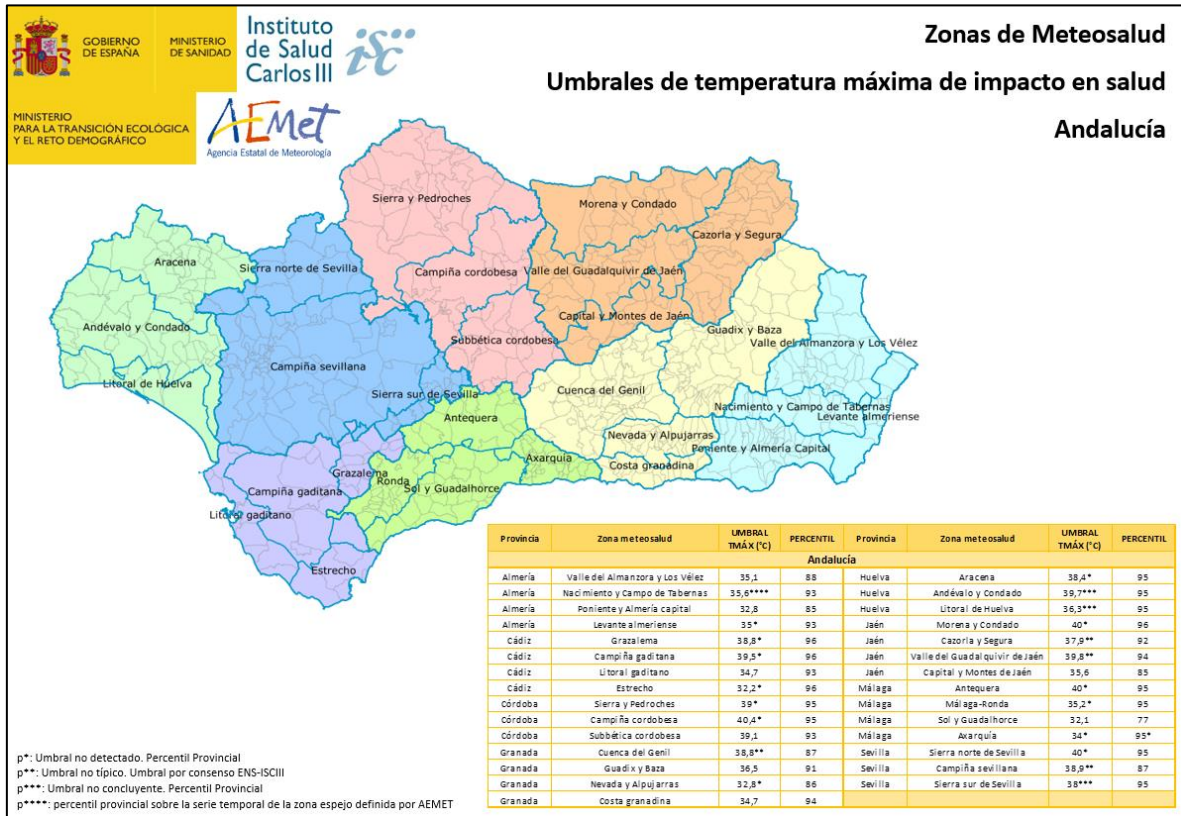 GOBIERNO
DE ESPAÑA
MINISTERIO
DE SANIDAD
Instituto
de Salud
Carlos III
isc
MINISTERIO
PARA LA TRANSICIÓN ECOLÓGICA
Y EL RETO DEMOGRÁFICO
AEMet
Agencia Estatal de Meteorología
Zonas de Meteosalud
Umbrales de temperatura máxima de impacto en salud
Andalucía
Sierra y Pedroches
Morena y Condado
Cazorla y Segura
Aracena
Sierra norte de Sevilla
Campiña cordobesa
Valle del Guadalquivir de Jaén
Capital y Montes de Jaén
Andévalo y Condado
Guadix y Baza
Subbética cordobesa
Valle del Almanzora y Los Vélez
Campiña sevillana
Litoral de Huelva
Cuenca del Genil
Sierra sur de Sevilla
Nacimiento y Campo de Tabernas
Antequera
Levante almeriense
Nevada y Alpujarras
Poniente y Almería Capital
Axarquía
Costa granadina
Grazalema
Ronda
Sol y Guadalhorce
Campiña gaditana
Litoral gaditano
Estrecho
Provincia Zona meteosalud UMBRAL TMÁX (°C) PERCENTIL Provincia Zona meteosalud UMBRAL TMÁX (°C) PERCENTIL
Andalucía
Almería Valle del Almanzora y Los Vélez 35,1 88 Huelva Aracena 38,4* 95
Almería Nacimiento y Campo de Tabernas 35,6**** 93 Huelva Andévalo y Condado 39,7*** 95
Almería Poniente y Almería capital 32,8 85 Huelva Litoral de Huelva 36,3*** 95
Almería Levante almeriense 35* 93 Jaén Morena y Condado 40* 96
Cádiz Grazalema 38,8* 96 Jaén Cazorla y Segura 37,9** 92
Cádiz Campiña gaditana 39,5* 96 Jaén Valle del Guadalquivir de Jaén 39,8** 94
Cádiz Litoral gaditano 34,7 93 Jaén Capital y Montes de Jaén 35,6 85
Cádiz Estrecho 32,2* 96 Málaga Antequera 40* 95
Córdoba Sierra y Pedroches 39* 95 Málaga Málaga-Ronda 35,2* 95
Córdoba Campiña cordobesa 40,4* 95 Málaga Sol y Guadalhorce 32,1 77
Córdoba Subbética cordobesa 39,1 93 Málaga Axarquía 34* 95*
Granada Cuenca del Genil 38,8** 87 Sevilla Sierra norte de Sevilla 40* 95
Granada Guadix y Baza 36,5 91 Sevilla Campiña sevillana 38,9** 87
Granada Nevada y Alpujarras 32,8* 86 Sevilla Sierra sur de Sevilla 38*** 95
Granada Costa granadina 34,7 94
p*: Umbral no detectado. Percentil Provincial
p**: Umbral no típico. Umbral por consenso ENS-ISCIII
p***: Umbral no concluyente. Percentil Provincial
p****: percentil provincial sobre la serie temporal de la zona espejo definida por AEMET